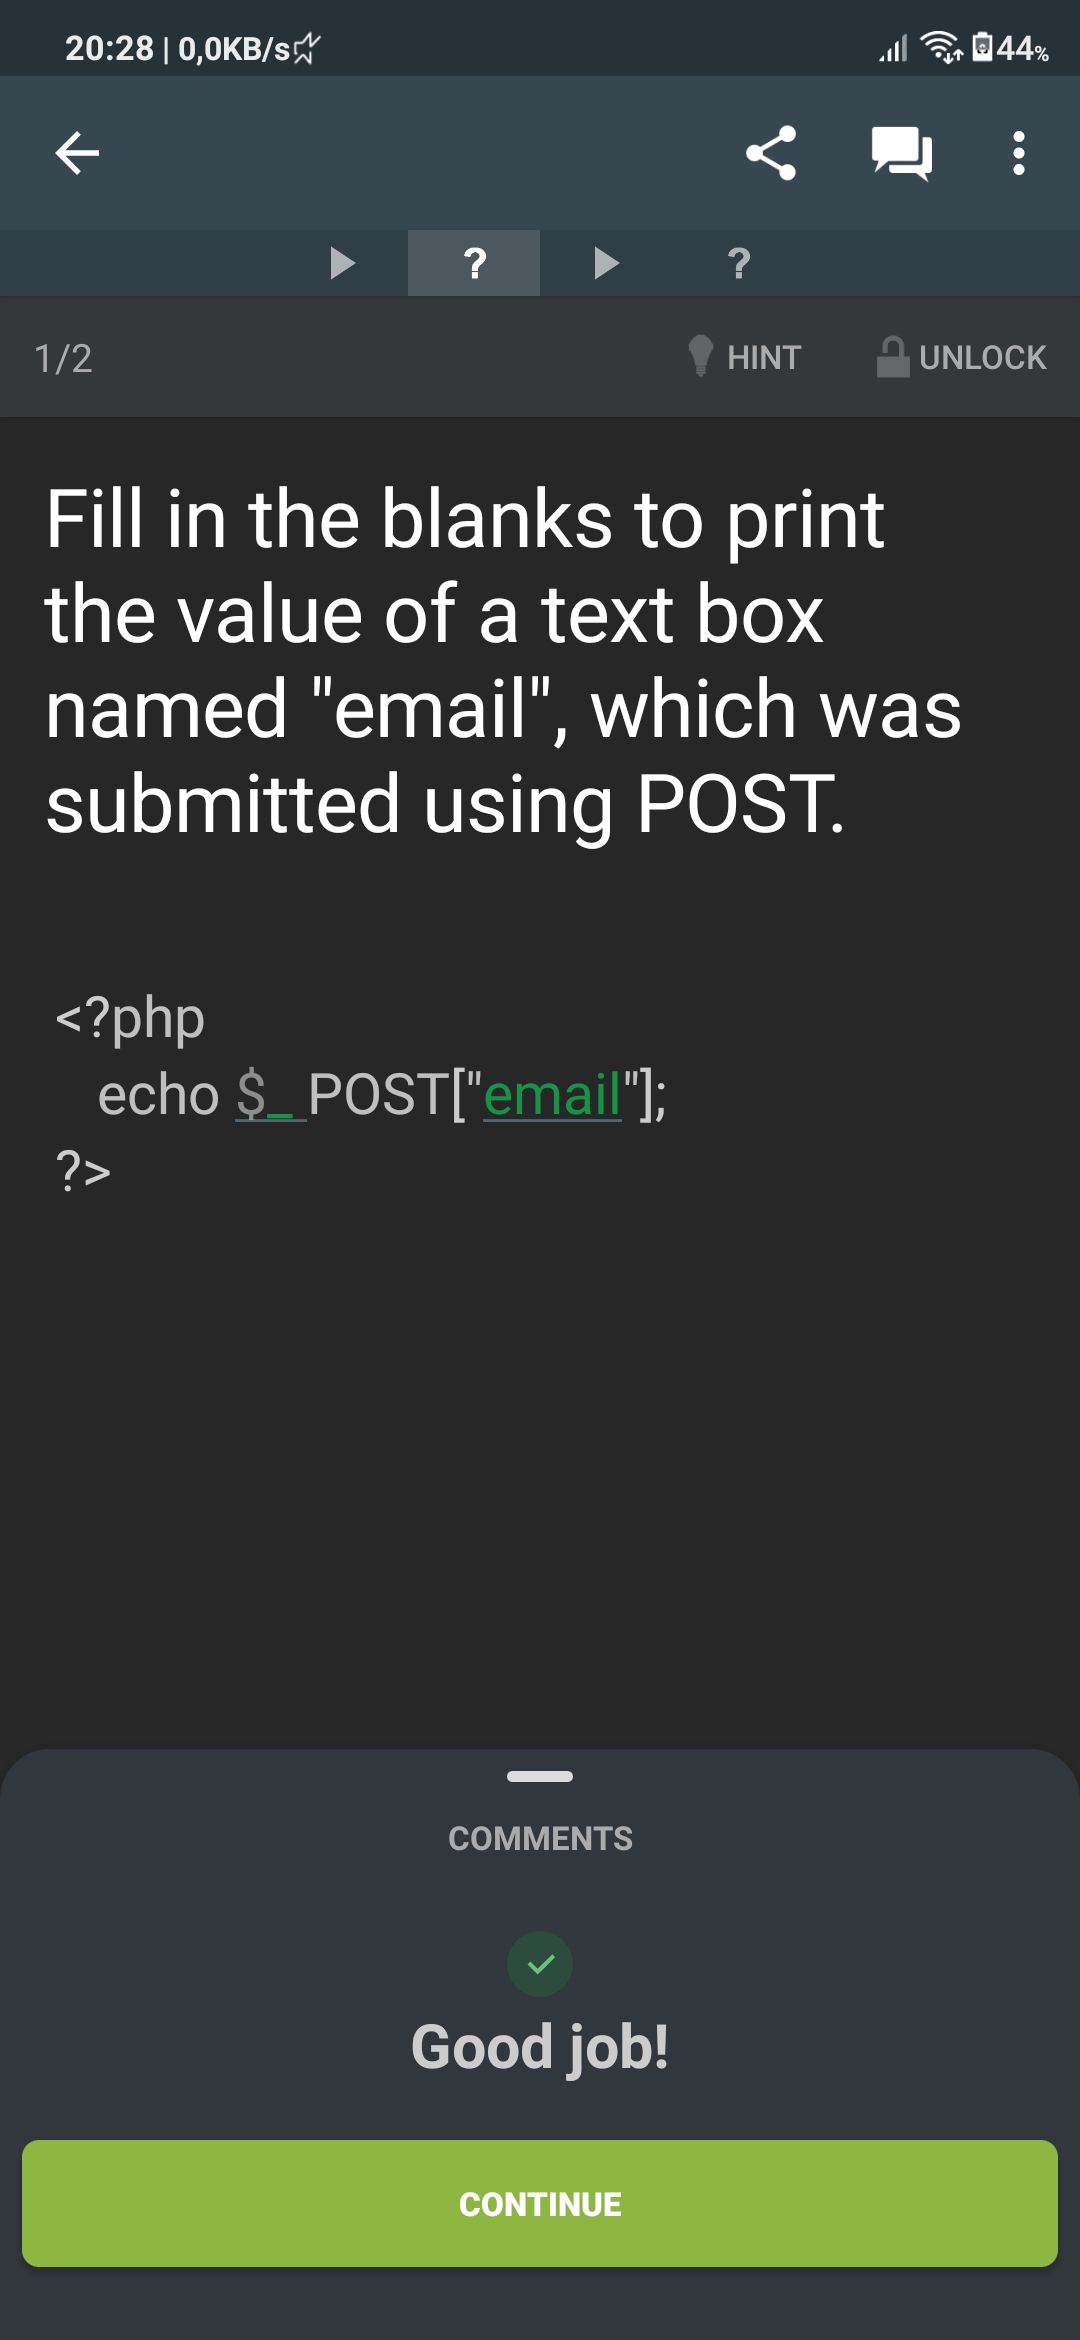 20:28 | 0,0KB/s 44%
? ?
1/2 HINT UNLOCK
Fill in the blanks to print
the value of a text box
named "email", which was
submitted using POST.
<?php
echo $_ POST["email"];
?>
COMMENTS
Good job!
CONTINUE